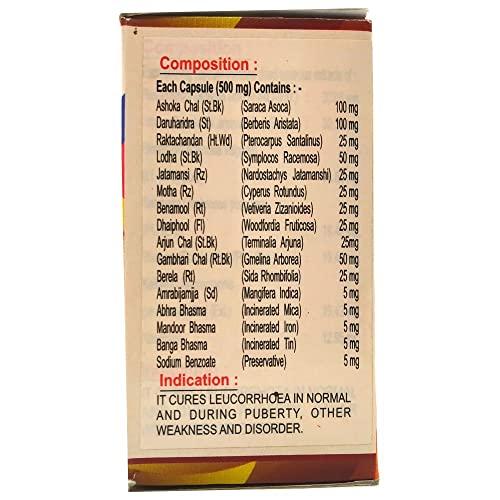 Composition :
Each Capsule (500 mg) Contains : -
Ashoka Chal (St.Bk) (Saraca Asoca) 100 mg
Daruharidra (St) (Berberis Aristata) 100 mg
Raktachandan (Ht.Wd) (Pterocarpus Santalinus) 25 mg
Lodha (St.Bk) (Symplocos Racemosa) 50 mg
Jatamansi (Rz) (Nardostachys Jatamanshi) 25 mg
Motha (Rz) (Cyperus Rotundus) 25 mg
Benamool (Rt) (Vetiveria Zizanioides) 25 mg
Dhaiphool (Fl) (Woodfordia Fruticosa) 25 mg
Arjun Chal (St.Bk) (Terminalia Arjuna) 25mg
Gambhari Chal (Rt.Bk) (Gmelina Arborea) 50 mg
Berela (Rt) (Sida Rhombifolia) 25 mg
Amrabijamijja (Sd) (Mangifera Indica) 5 mg
Abhra Bhasma (Incinerated Mica) 5 mg
Mandoor Bhasma (Incinerated Iron) 5 mg
Banga Bhasma (Incinerated Tin) 5 mg
Sodium Benzoate (Preservative) 5 mg
Indication :
IT CURES LEUCORRHOEA IN NORMAL
AND DURING PUBERTY, OTHER
WEAKNESS AND DISORDER.